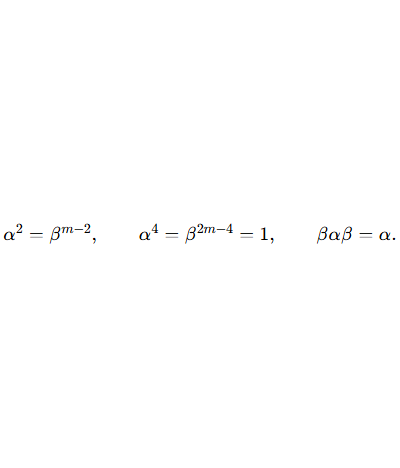 α² = β^{m−2},  α⁴ = β^{2m−4} = 1,  βαβ = α.